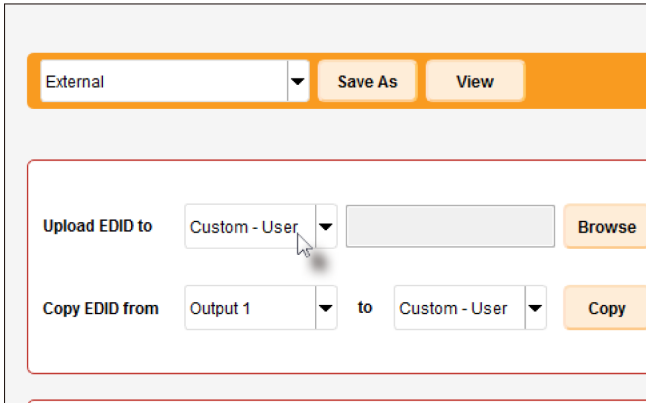 External Save As View
Upload EDID to Custom - User Browse
Copy EDID from Output 1 to Custom - User Copy